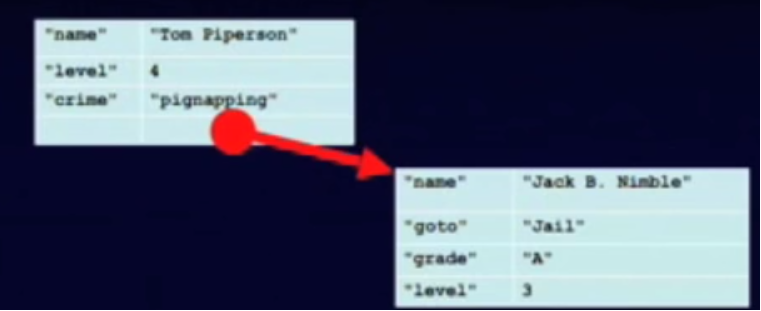 "name" "Tom Piperson"
"level" 4
"crime" "pignapping"
"name" "Jack B. Nimble"
"goto" "Jail"
"grade" "A"
"level" 3